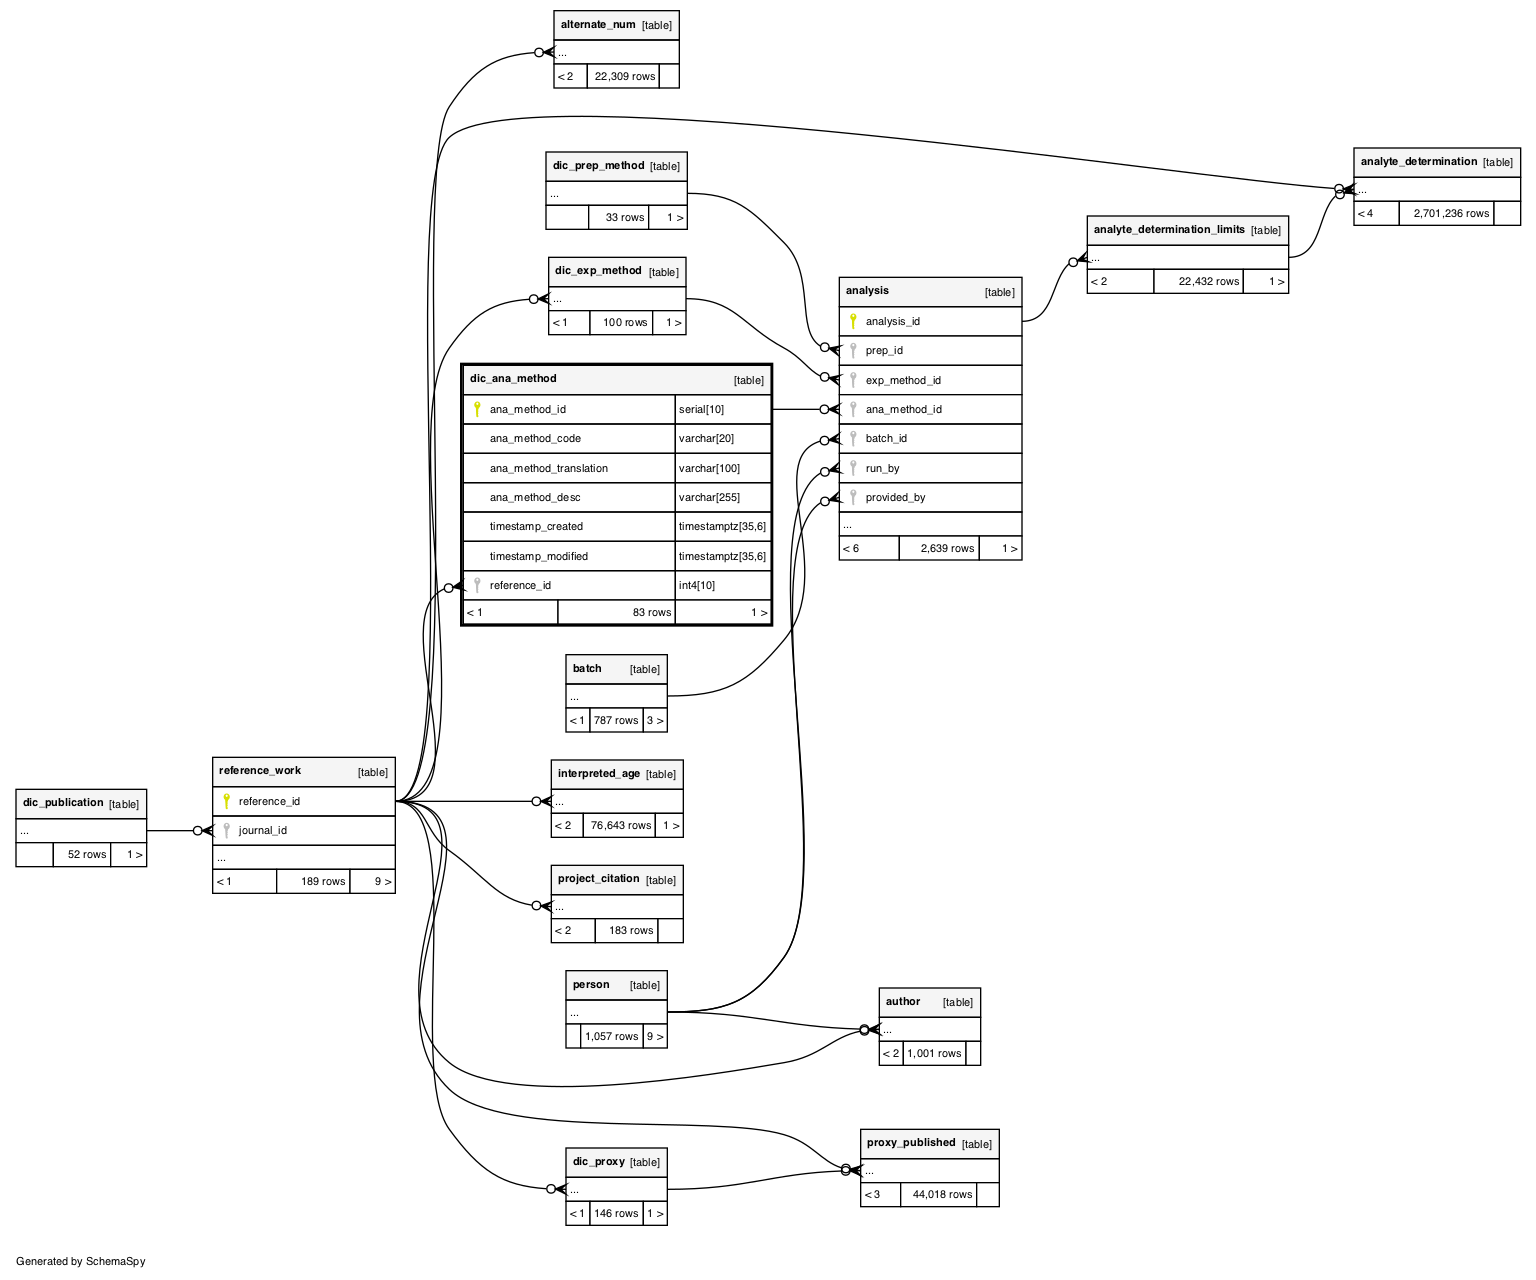 alternate_num [table]
...
< 2 22,309 rows
dic_prep_method [table]
...
33 rows 1 >
analyte_determination [table]
...
< 4 2,701,236 rows
analyte_determination_limits [table]
...
< 2 22,432 rows 1 >
dic_exp_method [table]
...
< 1 100 rows 1 >
analysis [table]
analysis_id
prep_id
exp_method_id
ana_method_id
batch_id
run_by
provided_by
...
< 6 2,639 rows 1 >
dic_ana_method [table]
ana_method_id serial[10]
ana_method_code varchar[20]
ana_method_translation varchar[100]
ana_method_desc varchar[255]
timestamp_created timestamptz[35,6]
timestamp_modified timestamptz[35,6]
reference_id int4[10]
< 1 83 rows 1 >
batch [table]
...
< 1 787 rows 3 >
dic_publication [table]
...
52 rows 1 >
reference_work [table]
reference_id
journal_id
...
< 1 189 rows 9 >
interpreted_age [table]
...
< 2 76,643 rows 1 >
project_citation [table]
...
< 2 183 rows
person [table]
...
1,057 rows 9 >
author [table]
...
< 2 1,001 rows
dic_proxy [table]
...
< 1 146 rows 1 >
proxy_published [table]
...
< 3 44,018 rows
Generated by SchemaSpy